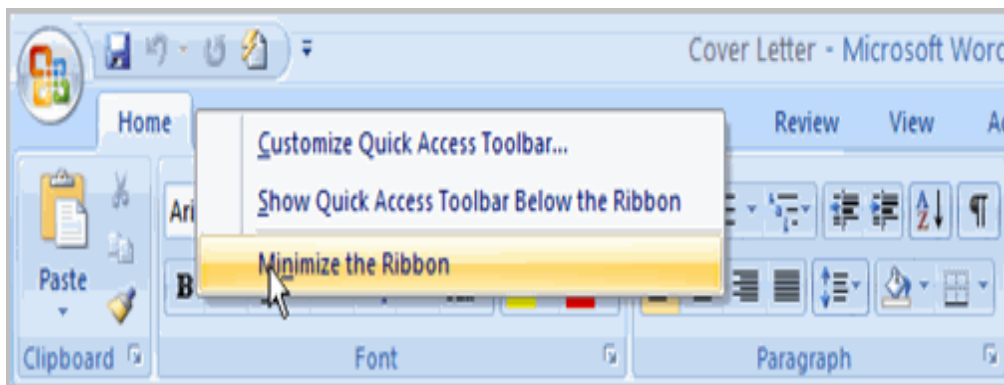 Cover Letter - Microsoft Word
Home
Review
View
Customize Quick Access Toolbar...
Show Quick Access Toolbar Below the Ribbon
Minimize the Ribbon
Paste
B
Clipboard
Font
Paragraph